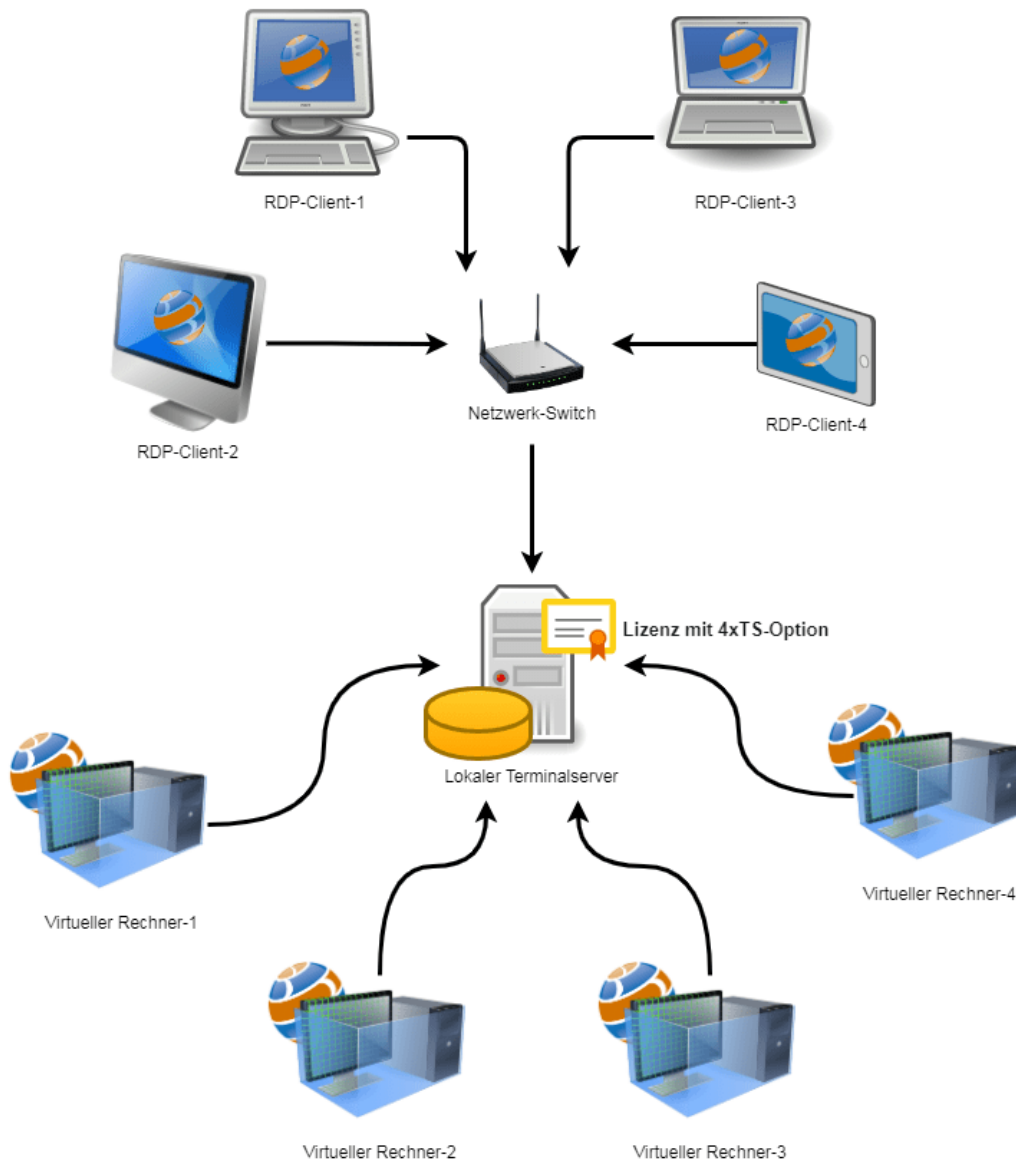 RDP-Client-1
RDP-Client-3
RDP-Client-2
Netzwerk-Switch
RDP-Client-4
Lizenz mit 4xTS-Option
Lokaler Terminalserver
Virtueller Rechner-1
Virtueller Rechner-4
Virtueller Rechner-2
Virtueller Rechner-3